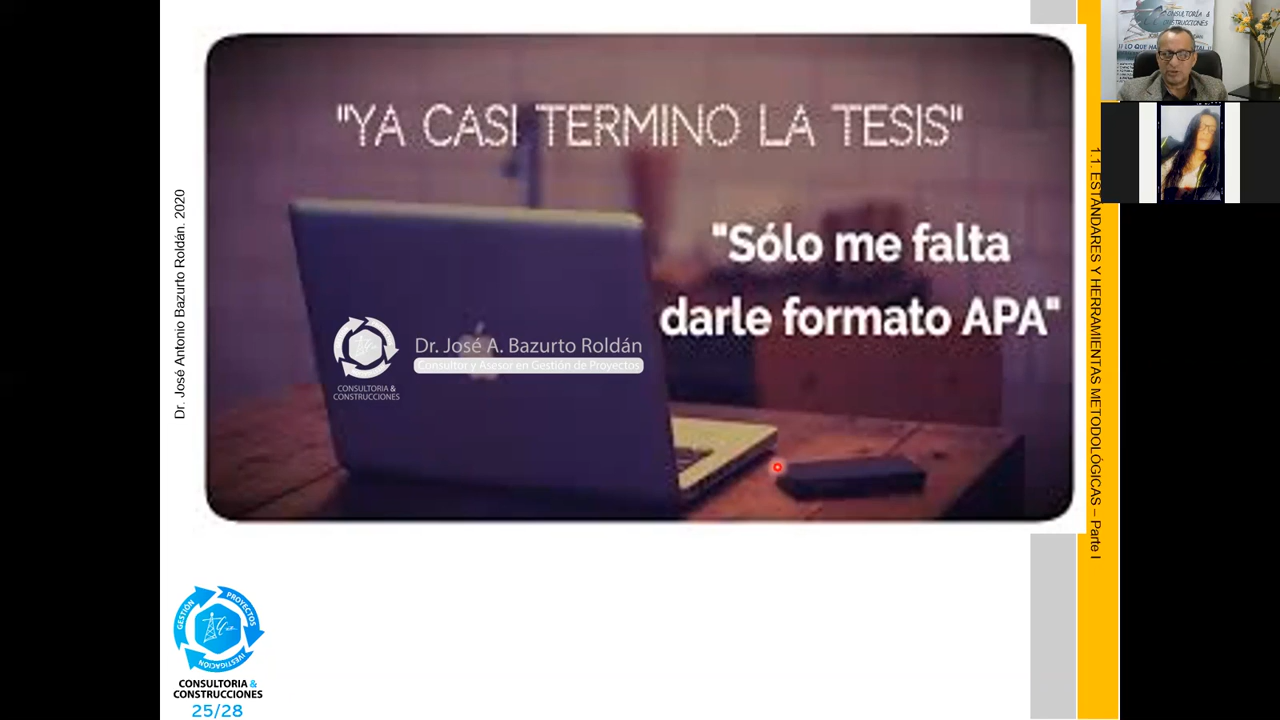 "YA CASI TERMINO LA TESIS"
"Sólo me falta
darle formato APA"
Dr. José A. Bazurto Roldán
Consultor y Asesor en Gestión de Proyectos
CONSULTORIA &
CONSTRUCCIONES
Dr. José Antonio Bazurto Roldán. 2020
1.1. ESTÁNDARES Y HERRAMIENTAS METODOLÓGICAS – Parte I
GESTIÓN
PROYECTOS
CONSULTORIA &
CONSTRUCCIONES
25/28
CONSULTORÍA &